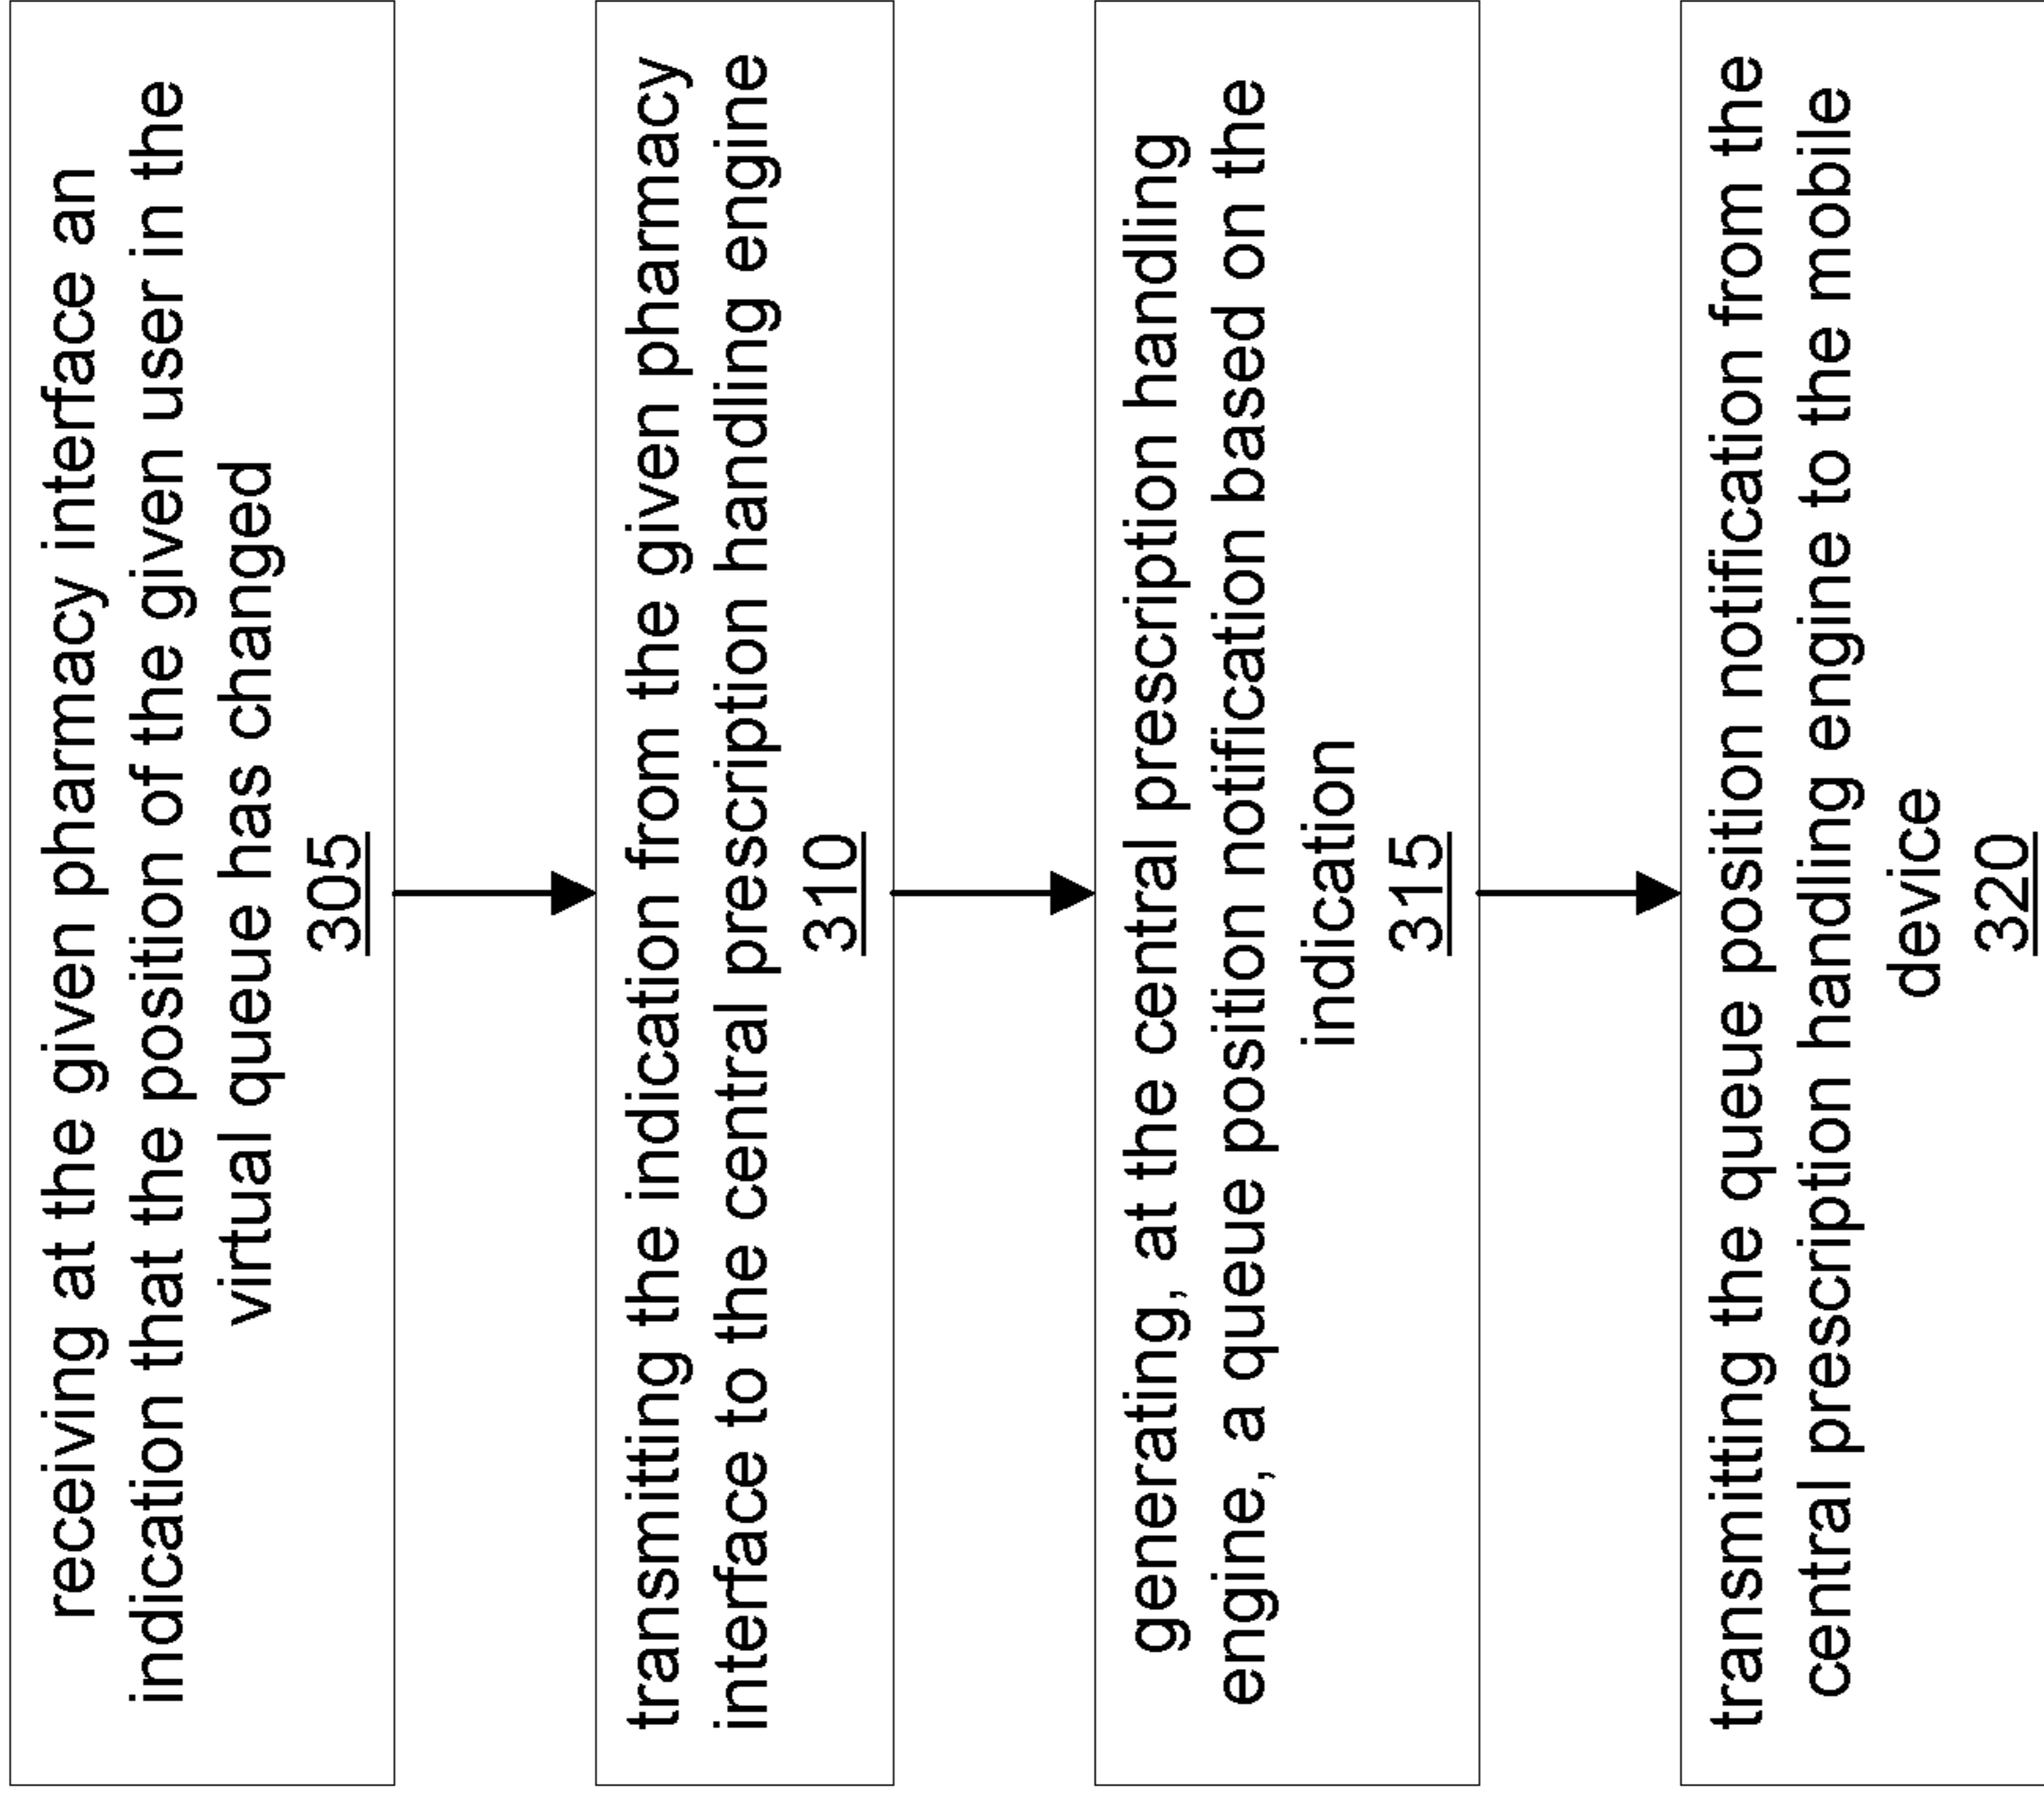 receiving at the given pharmacy interface an
indication that the position of the given user in the
virtual queue has changed
305
transmitting the indication from the given pharmacy
interface to the central prescription handling engine
310
generating, at the central prescription handling
engine, a queue position notification based on the
indication
315
transmitting the queue position notification from the
central prescription handling engine to the mobile
device
320